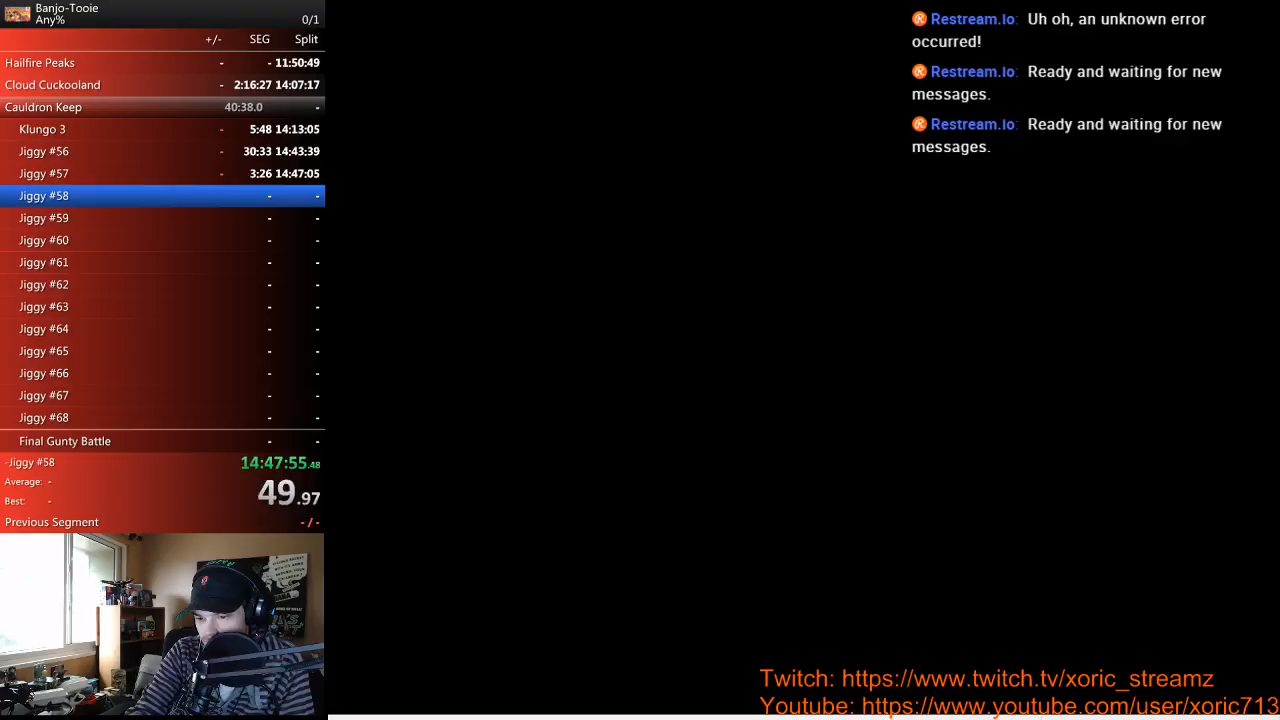 Banjo-Tooie
Any%
0/1
+/- SEG Split
Hailfire Peaks - - 11:50:49
Cloud Cuckooland - 2:16:27 14:07:17
Cauldron Keep 40:38.0 -
Klungo 3 - 5:48 14:13:05
Jiggy #56 - 30:33 14:43:39
Jiggy #57 - 3:26 14:47:05
Jiggy #58 - -
Jiggy #59 - -
Jiggy #60 - -
Jiggy #61 - -
Jiggy #62 - -
Jiggy #63 - -
Jiggy #64 - -
Jiggy #65 - -
Jiggy #66 - -
Jiggy #67 - -
Jiggy #68 - -
Final Gunty Battle - -
-Jiggy #58 14:47:55.48
Average: -
Best: -
49.97
Previous Segment - / -
Restream.io: Uh oh, an unknown error
occurred!
Restream.io: Ready and waiting for new
messages.
Restream.io: Ready and waiting for new
messages.
Twitch: https://www.twitch.tv/xoric_streamz
Youtube: https://www.youtube.com/user/xoric713